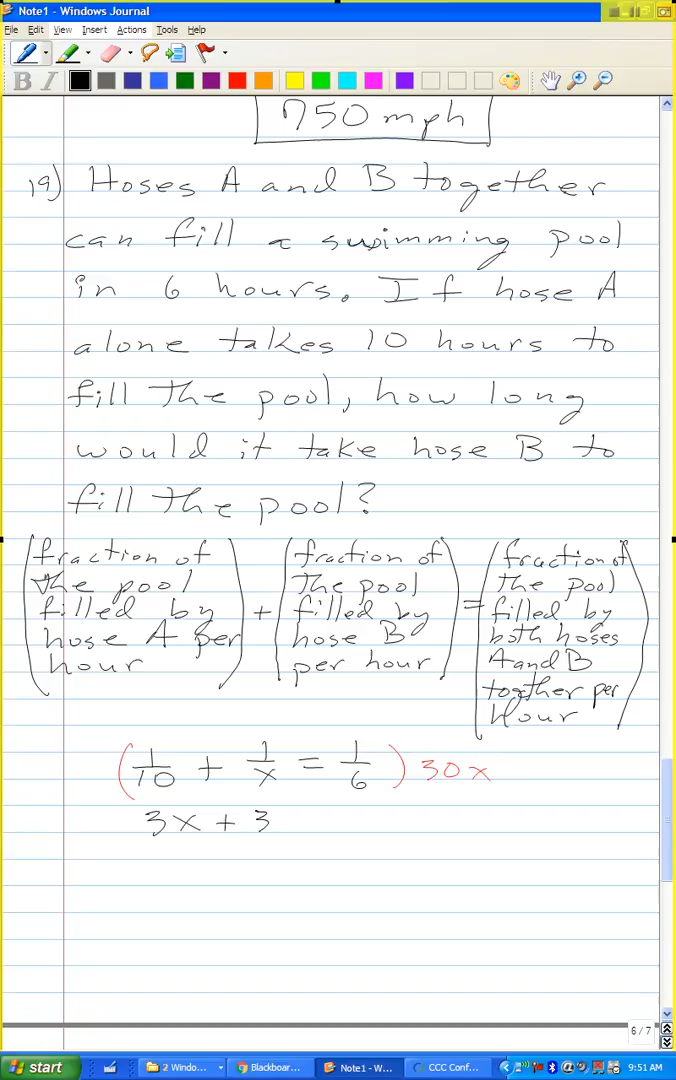 Note1 - Windows Journal
File Edit View Insert Actions Tools Help
B I
750 mph
19) Hoses A and B together
can fill a swimming pool
in 6 hours. If hose A
alone takes 10 hours to
fill the pool, how long
would it take hose B to
fill the pool?
(fraction of the pool filled by hose A per hour) + (fraction of the pool filled by hose B per hour) = (fraction of the pool filled by both hoses A and B together per Hour)
(1/10 + 1/x = 1/6) 30x
3x + 3
6 / 7
start 2 Windo... Blackboar... Note1 - W... CCC Conf... 9:51 AM